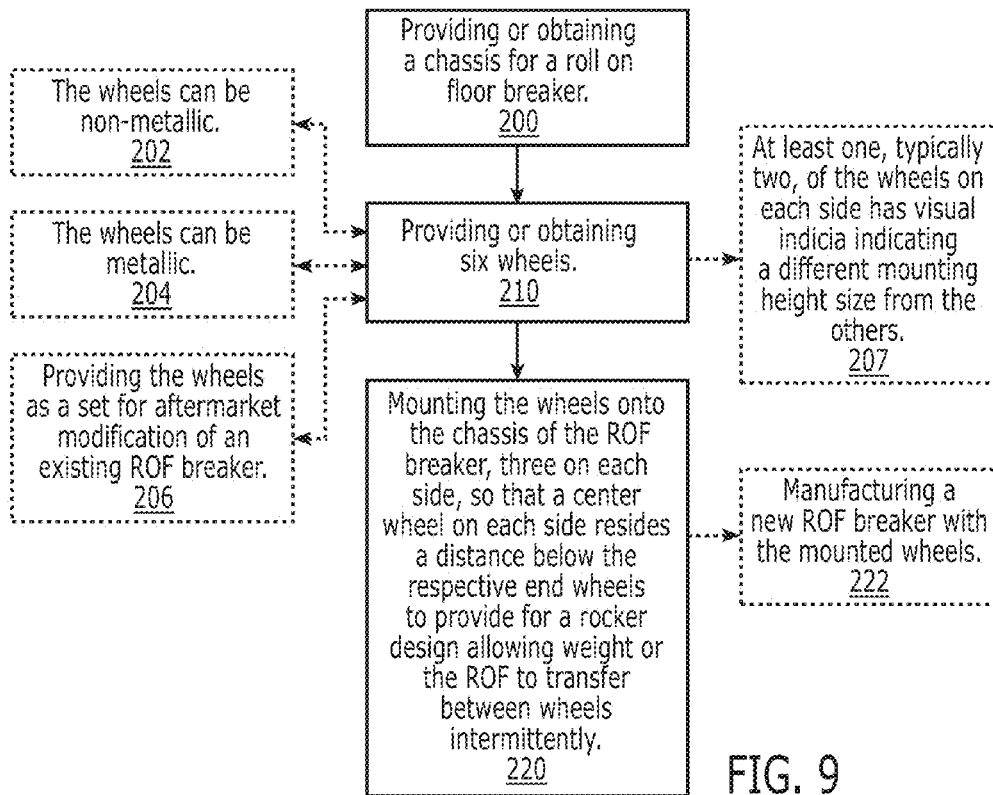 Providing or obtaining
a chassis for a roll on
floor breaker.
200
The wheels can be
non-metallic.
202
The wheels can be
metallic.
204
Providing the wheels
as a set for aftermarket
modification of an
existing ROF breaker.
206
Providing or obtaining
six wheels.
210
At least one, typically
two, of the wheels on
each side has visual
indicia indicating
a different mounting
height size from the
others.
207
Mounting the wheels onto
the chassis of the ROF
breaker, three on each
side, so that a center
wheel on each side resides
a distance below the
respective end wheels
to provide for a rocker
design allowing weight or
the ROF to transfer
between wheels
intermittently.
220
Manufacturing a
new ROF breaker with
the mounted wheels.
222
FIG. 9